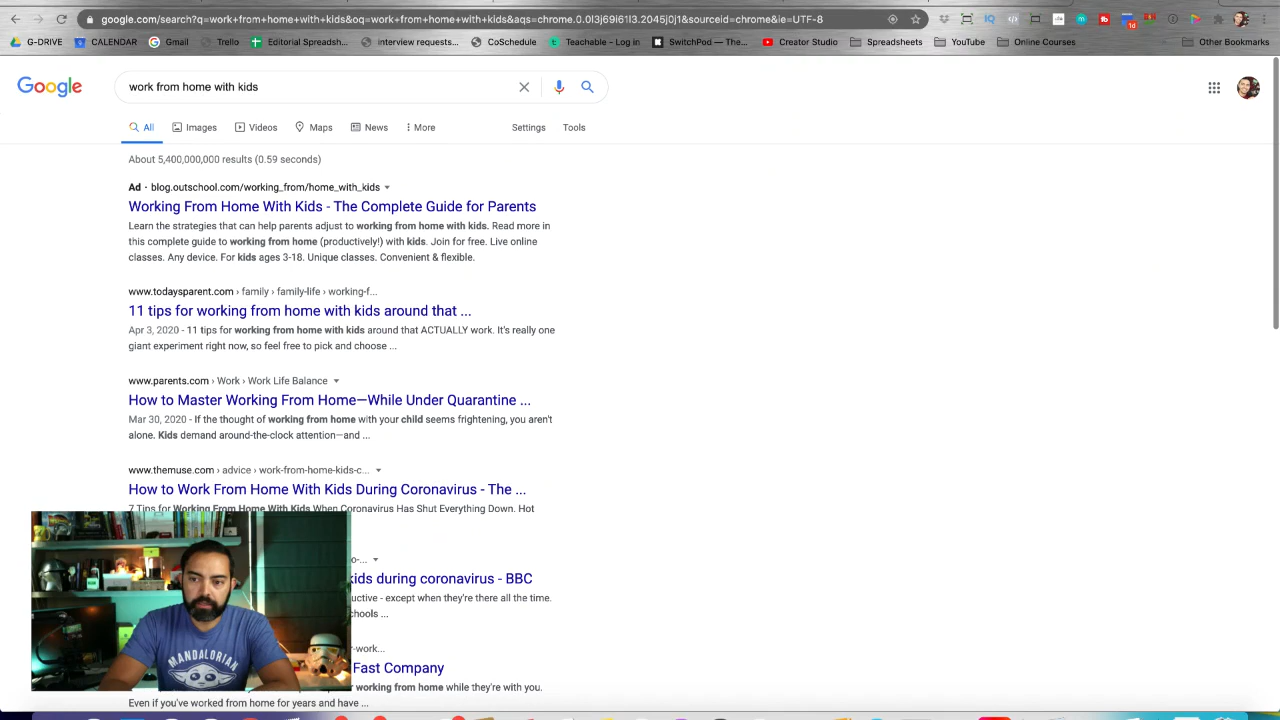 google.com/search?q=work+from+home+with+kids&oq=work+from+home+with+kids&aqs=chrome.0.0l3j69i61l3.2045j0j1&sourceid=chrome&ie=UTF-8
1d
G-DRIVE CALENDAR Gmail Trello Editorial Spreadsh... interview requests... CoSchedule Teachable – Log in SwitchPod — The... Creator Studio Spreadsheets YouTube Online Courses Other Bookmarks
Google work from home with kids
All Images Videos Maps News More Settings Tools
About 5,400,000,000 results (0.59 seconds)
Ad · blog.outschool.com/working_from/home_with_kids
Working From Home With Kids - The Complete Guide for Parents
Learn the strategies that can help parents adjust to working from home with kids. Read more in
this complete guide to working from home (productively!) with kids. Join for free. Live online
classes. Any device. For kids ages 3-18. Unique classes. Convenient & flexible.
www.todaysparent.com › family › family-life › working-f...
11 tips for working from home with kids around that ...
Apr 3, 2020 - 11 tips for working from home with kids around that ACTUALLY work. It's really one
giant experiment right now, so feel free to pick and choose ...
www.parents.com › Work › Work Life Balance
How to Master Working From Home—While Under Quarantine ...
Mar 30, 2020 - If the thought of working from home with your child seems frightening, you aren't
alone. Kids demand around-the-clock attention—and ...
www.themuse.com › advice › work-from-home-kids-c...
How to Work From Home With Kids During Coronavirus - The ...
7 Tips for Working From Home With Kids When Coronavirus Has Shut Everything Down. Hot
o-...
kids during coronavirus - BBC
uctive - except when they're there all the time.
chools ...
-work...
Fast Company
working from home while they're with you.
Even if you've worked from home for years and have ...
MANDALORIAN